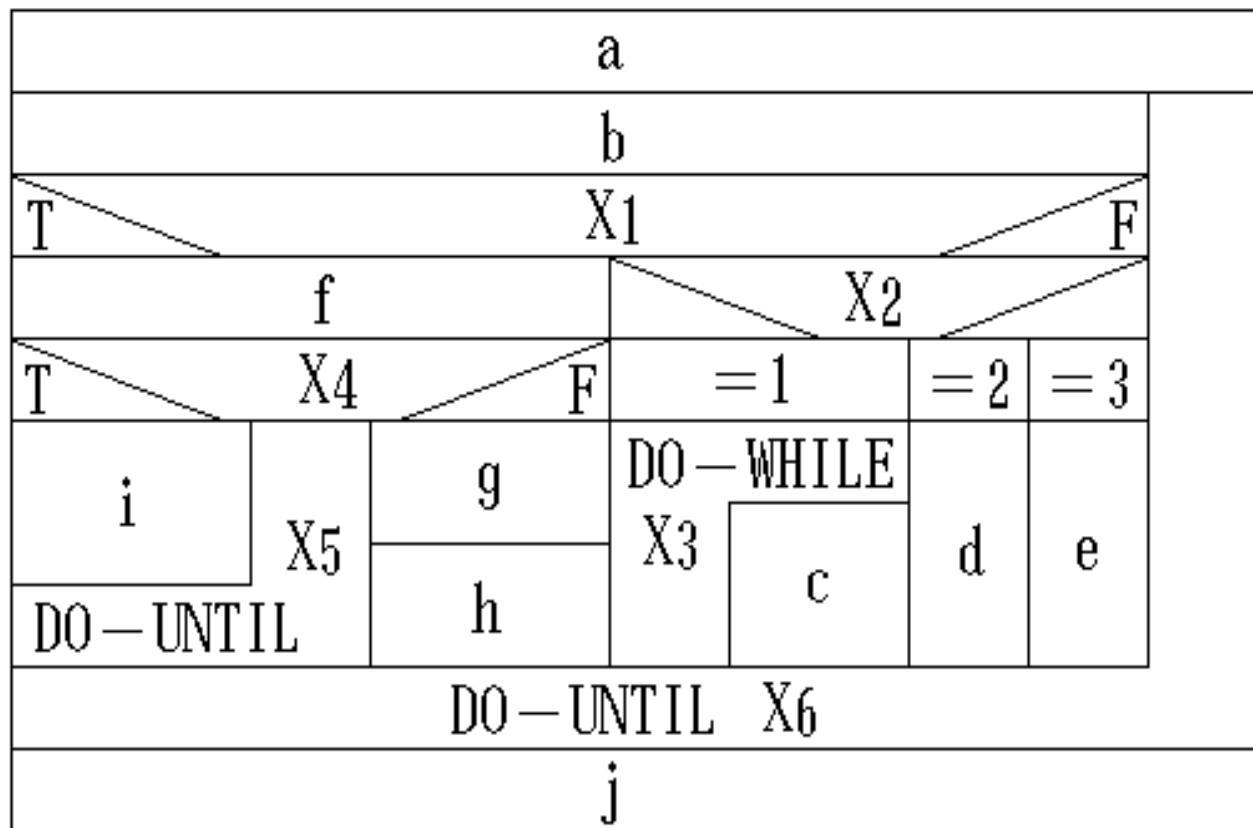 a
b
T X1 F
f X2
T X4 F =1 =2 =3
i X5 g DO-WHILE
X3 c d e
h
DO-UNTIL
DO-UNTIL X6
j